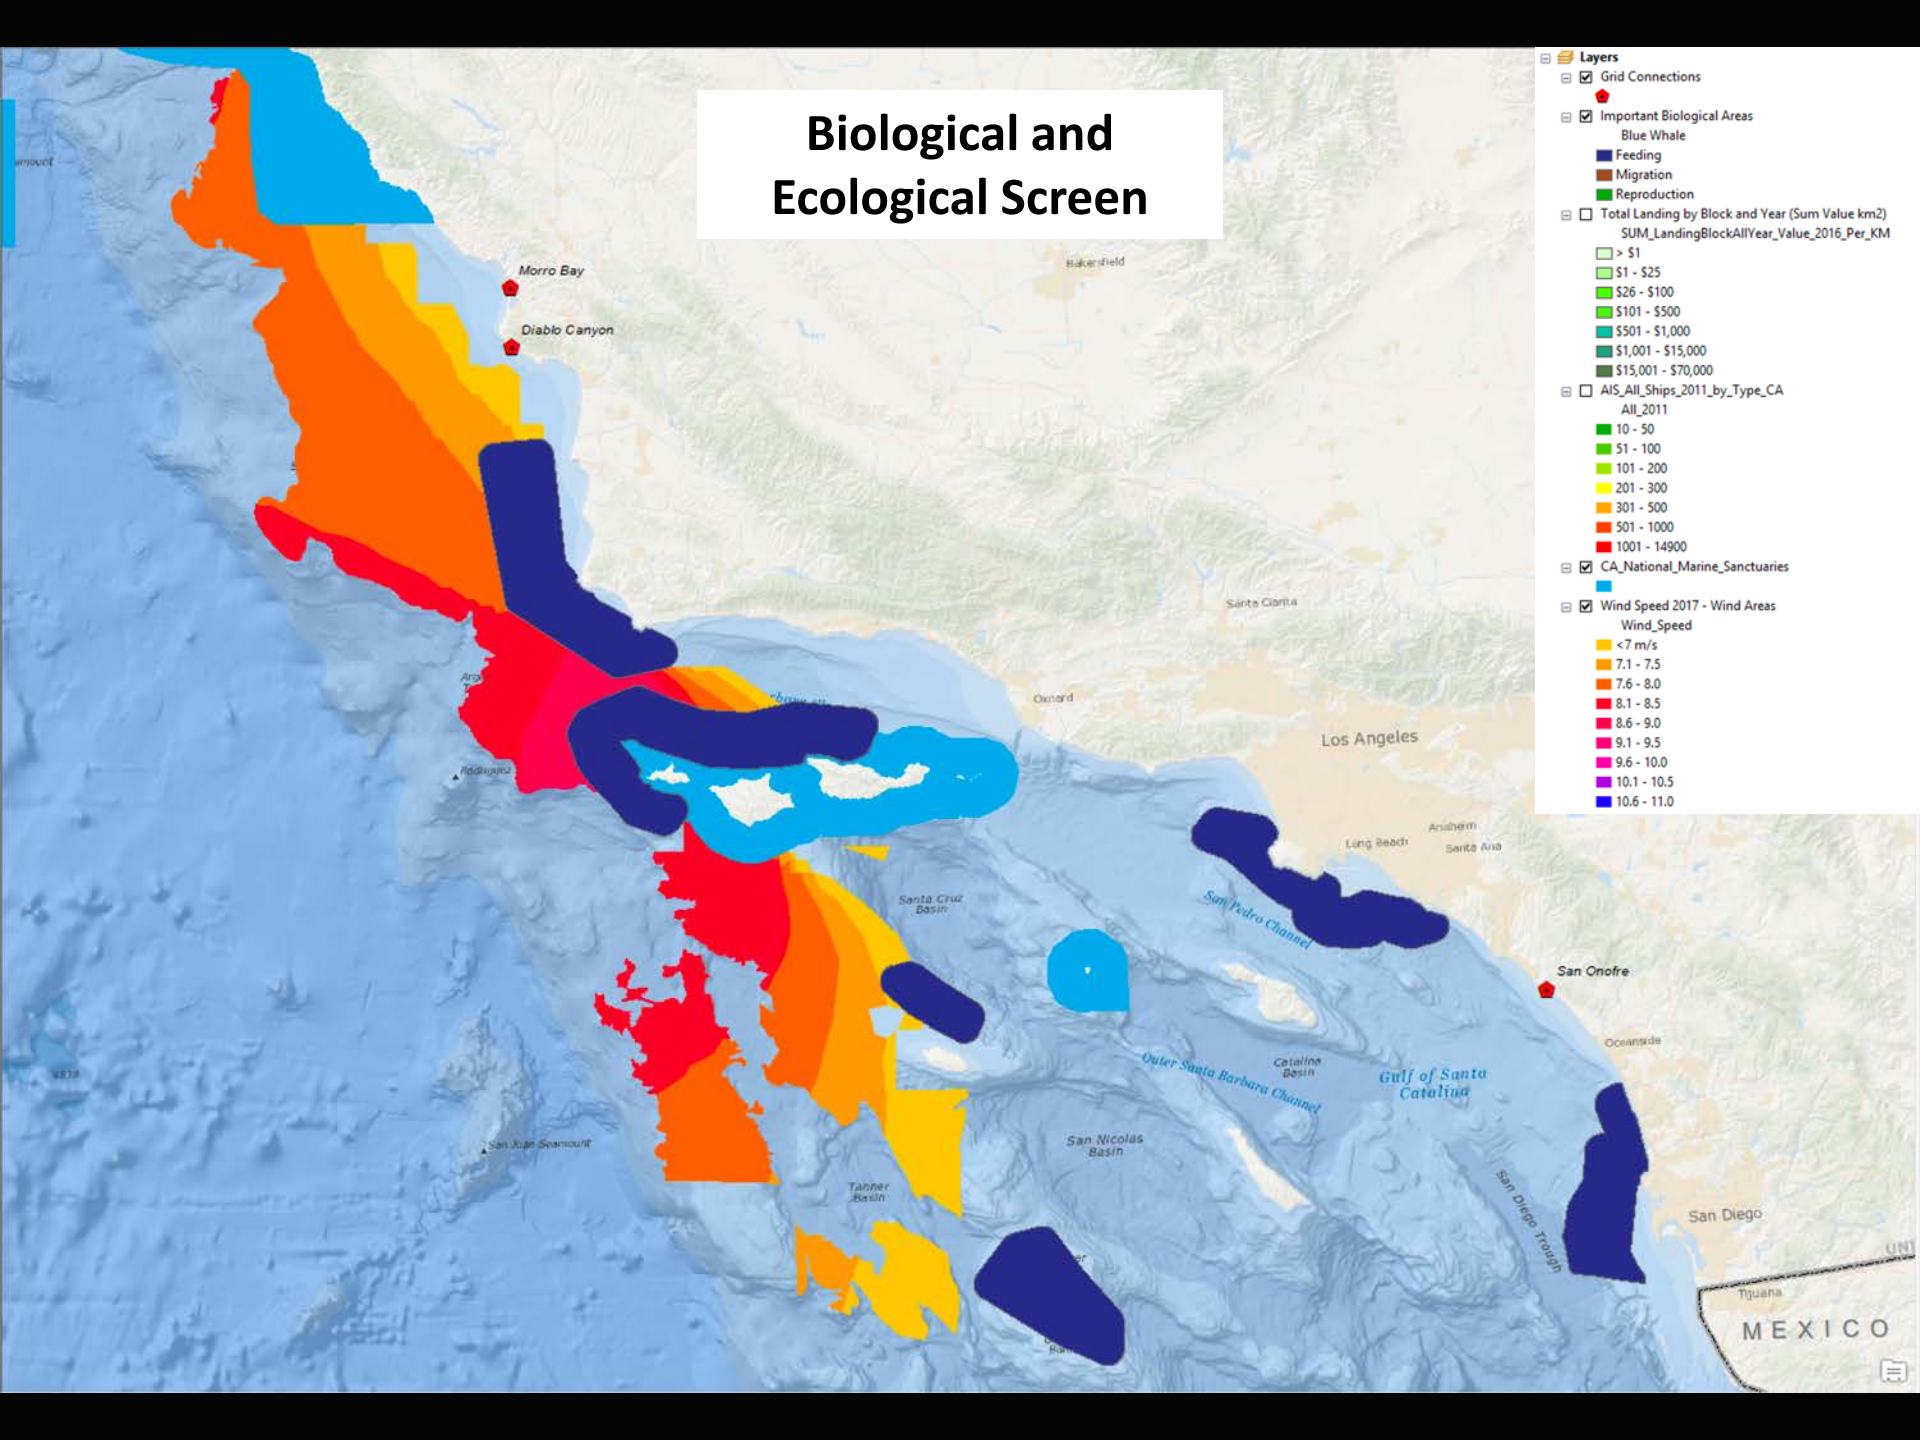 Biological and
Ecological Screen
Layers
Grid Connections
Important Biological Areas
Blue Whale
Feeding
Migration
Reproduction
Total Landing by Block and Year (Sum Value km2)
SUM_LandingBlockAllYear_Value_2016_Per_KM
> $1
$1 - $25
$26 - $100
$101 - $500
$501 - $1,000
$1,001 - $15,000
$15,001 - $70,000
AIS_All_Ships_2011_by_Type_CA
All_2011
10 - 50
51 - 100
101 - 200
201 - 300
301 - 500
501 - 1000
1001 - 14900
CA_National_Marine_Sanctuaries
Wind Speed 2017 - Wind Areas
Wind_Speed
<7 m/s
7.1 - 7.5
7.6 - 8.0
8.1 - 8.5
8.6 - 9.0
9.1 - 9.5
9.6 - 10.0
10.1 - 10.5
10.6 - 11.0
Morro Bay
Bakersfield
Diablo Canyon
Santa Clarita
Oxnard
Los Angeles
Rodriguez
Long Beach
Anaheim
Santa Ana
Santa Cruz
Basin
San Pedro Channel
San Onofre
Oceanside
Outer Santa Barbara Channel
Catalina
Basin
Gulf of Santa
Catalina
San Juan Seamount
San Nicolas
Basin
Tanner
Basin
San Diego Trough
San Diego
Tijuana
MEXICO